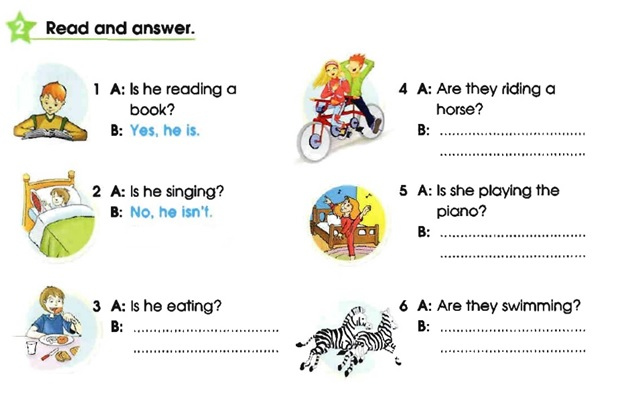 2 Read and answer.
1 A: Is he reading a
book?
B: Yes, he is.
2 A: Is he singing?
B: No, he isn't.
3 A: Is he eating?
B:
4 A: Are they riding a
horse?
B:
5 A: Is she playing the
piano?
B:
6 A: Are they swimming?
B: